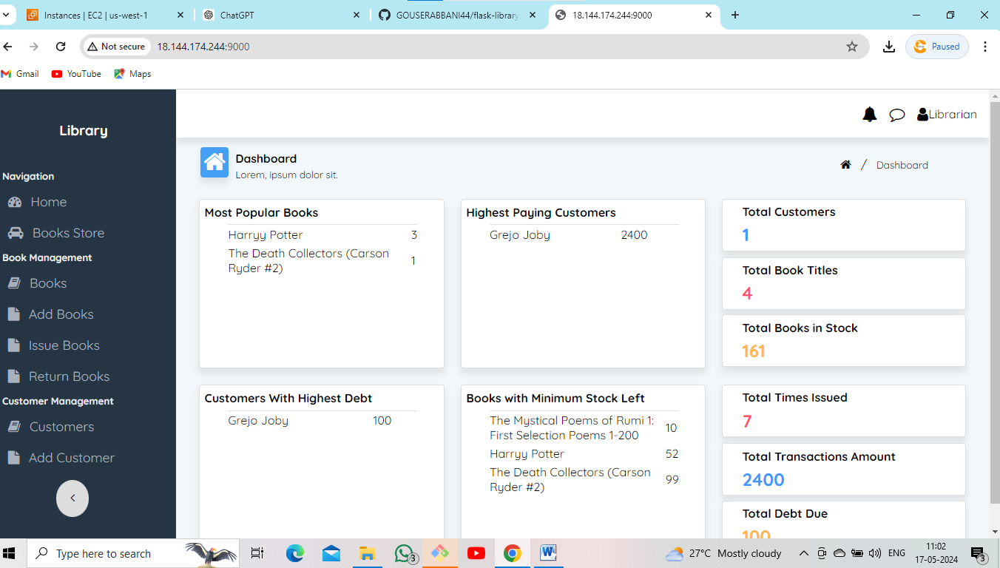 Instances | EC2 | us-west-1
ChatGPT
GOUSERABBANI44/flask-library
18.144.174.244:9000
Not secure
18.144.174.244:9000
Paused
Gmail
YouTube
Maps
Library
Navigation
Home
Books Store
Book Management
Books
Add Books
Issue Books
Return Books
Customer Management
Customers
Add Customer
Librarian
Dashboard
Lorem, ipsum dolor sit.
/ Dashboard
Most Popular Books
Harryy Potter 3
The Death Collectors (Carson
Ryder #2) 1
Highest Paying Customers
Grejo Joby 2400
Total Customers
1
Total Book Titles
4
Total Books in Stock
161
Customers With Highest Debt
Grejo Joby 100
Books with Minimum Stock Left
The Mystical Poems of Rumi 1:
First Selection Poems 1-200 10
Harryy Potter 52
The Death Collectors (Carson
Ryder #2) 99
Total Times Issued
7
Total Transactions Amount
2400
Total Debt Due
100
Type here to search
3
27°C Mostly cloudy
ENG
11:02
17-05-2024
3